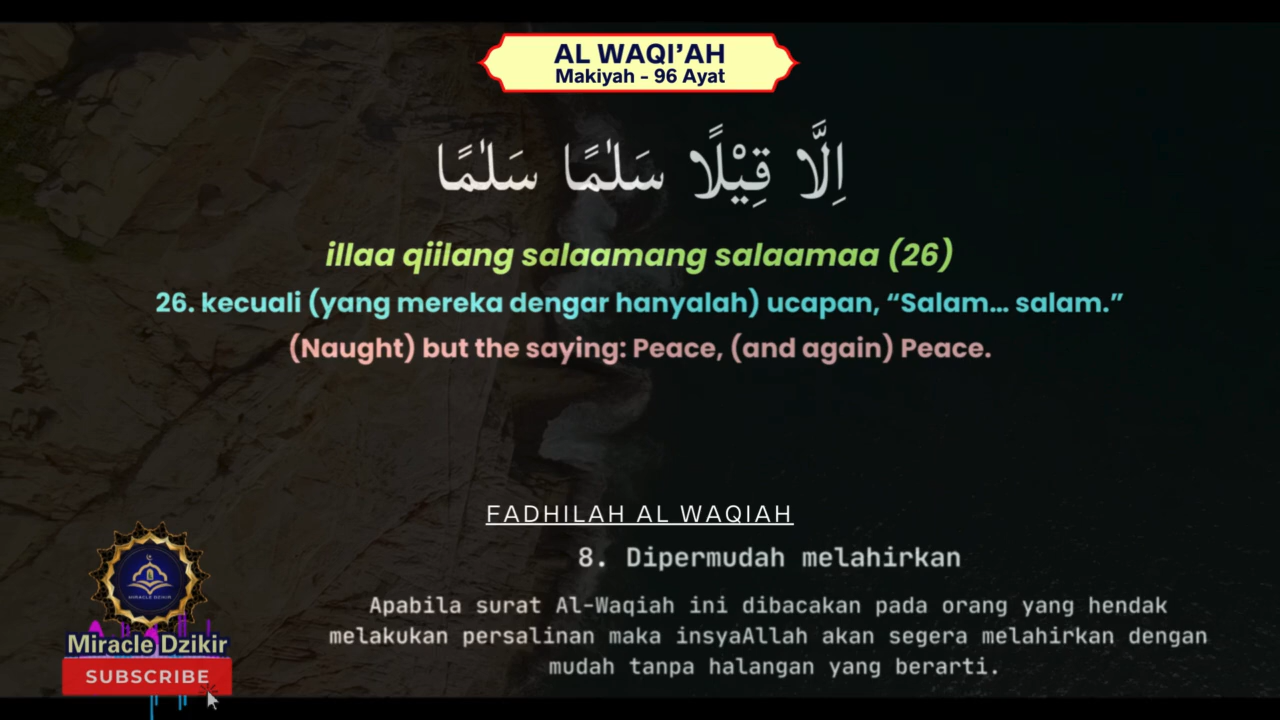 AL WAQI’AH
Makiyah - 96 Ayat
اِلَّا قِيْلًا سَلٰمًا سَلٰمًا
illaa qiilang salaamang salaamaa (26)
26. kecuali (yang mereka dengar hanyalah) ucapan, “Salam... salam.”
(Naught) but the saying: Peace, (and again) Peace.
FADHILAH AL WAQIAH
8. Dipermudah melahirkan
Apabila surat Al-Waqiah ini dibacakan pada orang yang hendak
melakukan persalinan maka insyaAllah akan segera melahirkan dengan
mudah tanpa halangan yang berarti.
MIRACLE DZIKIR
Miracle Dzikir
SUBSCRIBE